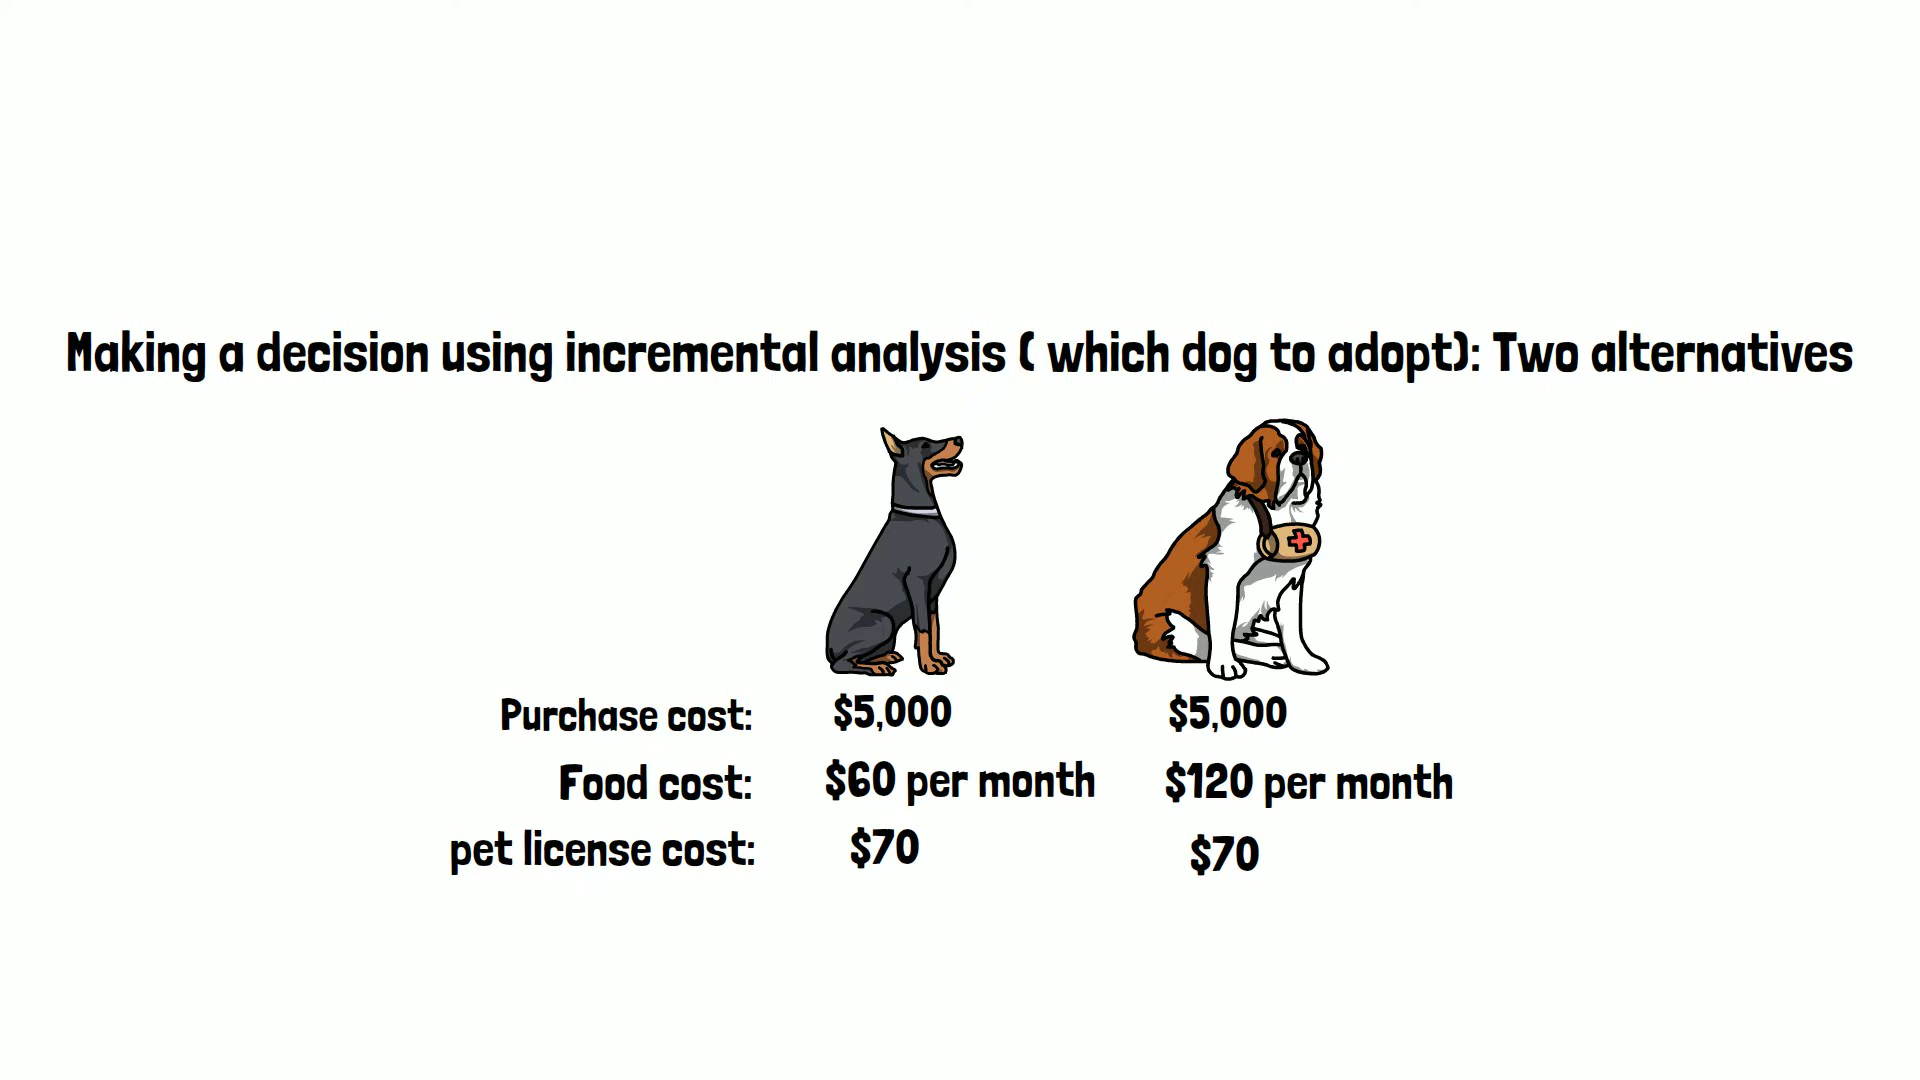 Making a decision using incremental analysis ( which dog to adopt): Two alternatives
Purchase cost: $5,000 $5,000
Food cost: $60 per month $120 per month
pet license cost: $70 $70